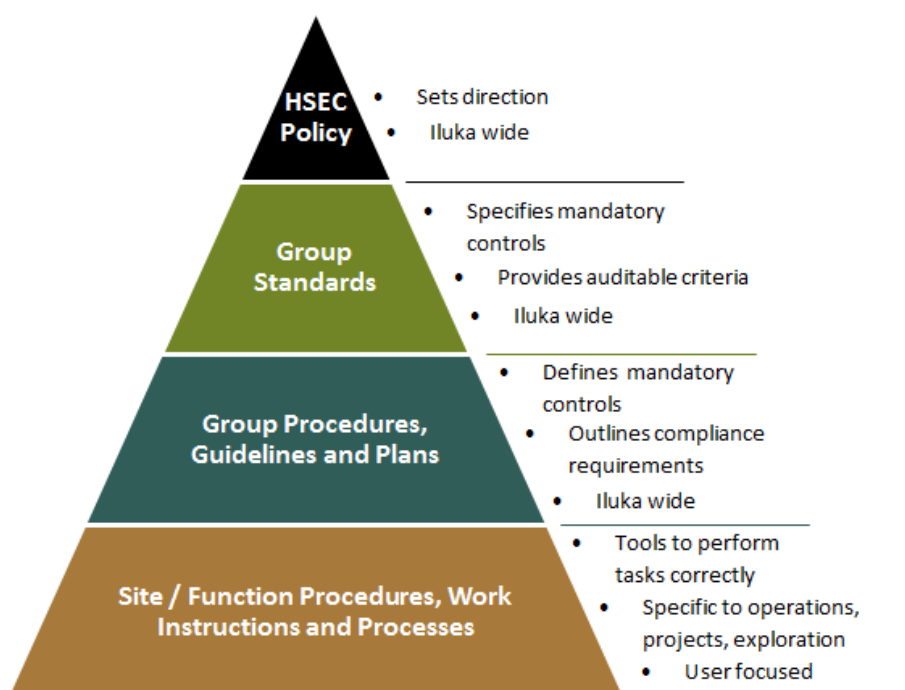 HSEC
Policy
• Sets direction
• Iluka wide
Group
Standards
• Specifies mandatory
controls
• Provides auditable criteria
• Iluka wide
Group Procedures,
Guidelines and Plans
• Defines mandatory
controls
• Outlines compliance
requirements
• Iluka wide
Site / Function Procedures, Work
Instructions and Processes
• Tools to perform
tasks correctly
• Specific to operations,
projects, exploration
• User focused